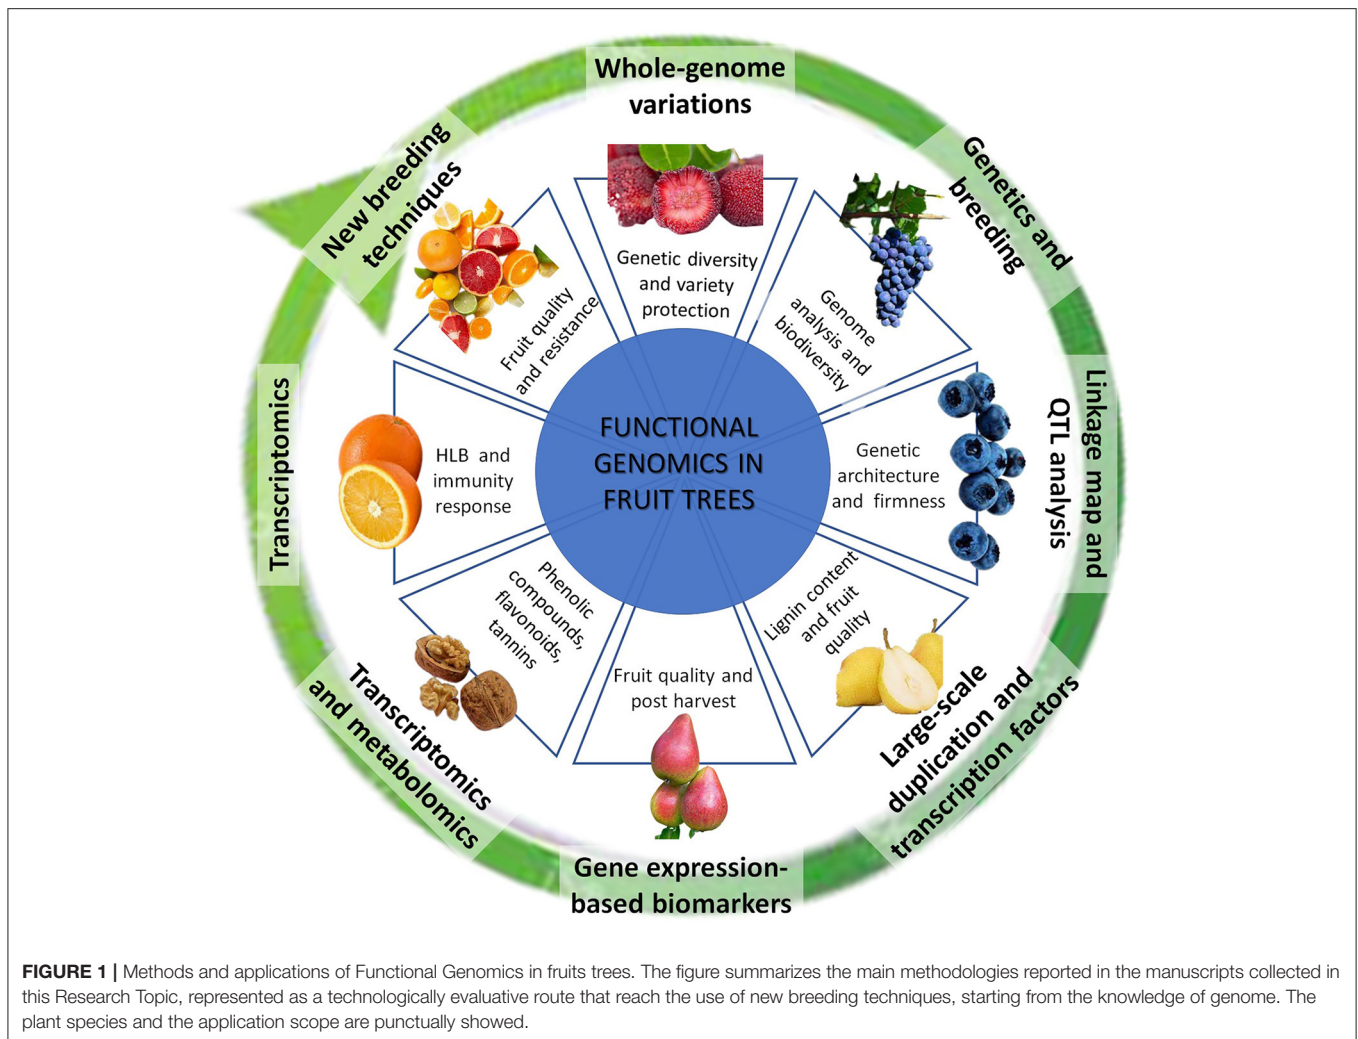 Whole-genome
variations
Genetics and
breeding
Linkage map and
QTL analysis
Large-scale
duplication and
transcription factors
Gene expression-
based biomarkers
Transcriptomics
and metabolomics
Transcriptomics
New breeding
techniques
Genetic diversity
and variety
protection
Genome
analysis and
biodiversity
Genetic
architecture
and firmness
Lignin content
and fruit
quality
Fruit quality and
post harvest
Phenolic
compounds,
flavonoids,
tannins
HLB and
immunity
response
Fruit quality
and resistance
FUNCTIONAL
GENOMICS IN
FRUIT TREES
FIGURE 1 | Methods and applications of Functional Genomics in fruits trees. The figure summarizes the main methodologies reported in the manuscripts collected in
this Research Topic, represented as a technologically evaluative route that reach the use of new breeding techniques, starting from the knowledge of genome. The
plant species and the application scope are punctually showed.